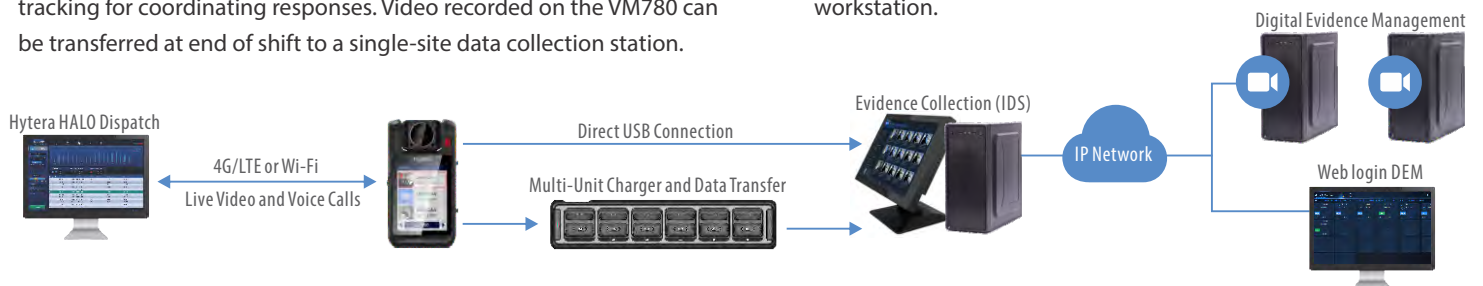 tracking for coordinating responses. Video recorded on the VM780 can
be transferred at end of shift to a single-site data collection station.
workstation.
Digital Evidence Management
Hytera HALO Dispatch
4G/LTE or Wi-Fi
Live Video and Voice Calls
Direct USB Connection
Multi-Unit Charger and Data Transfer
Evidence Collection (IDS)
IP Network
Web login DEM